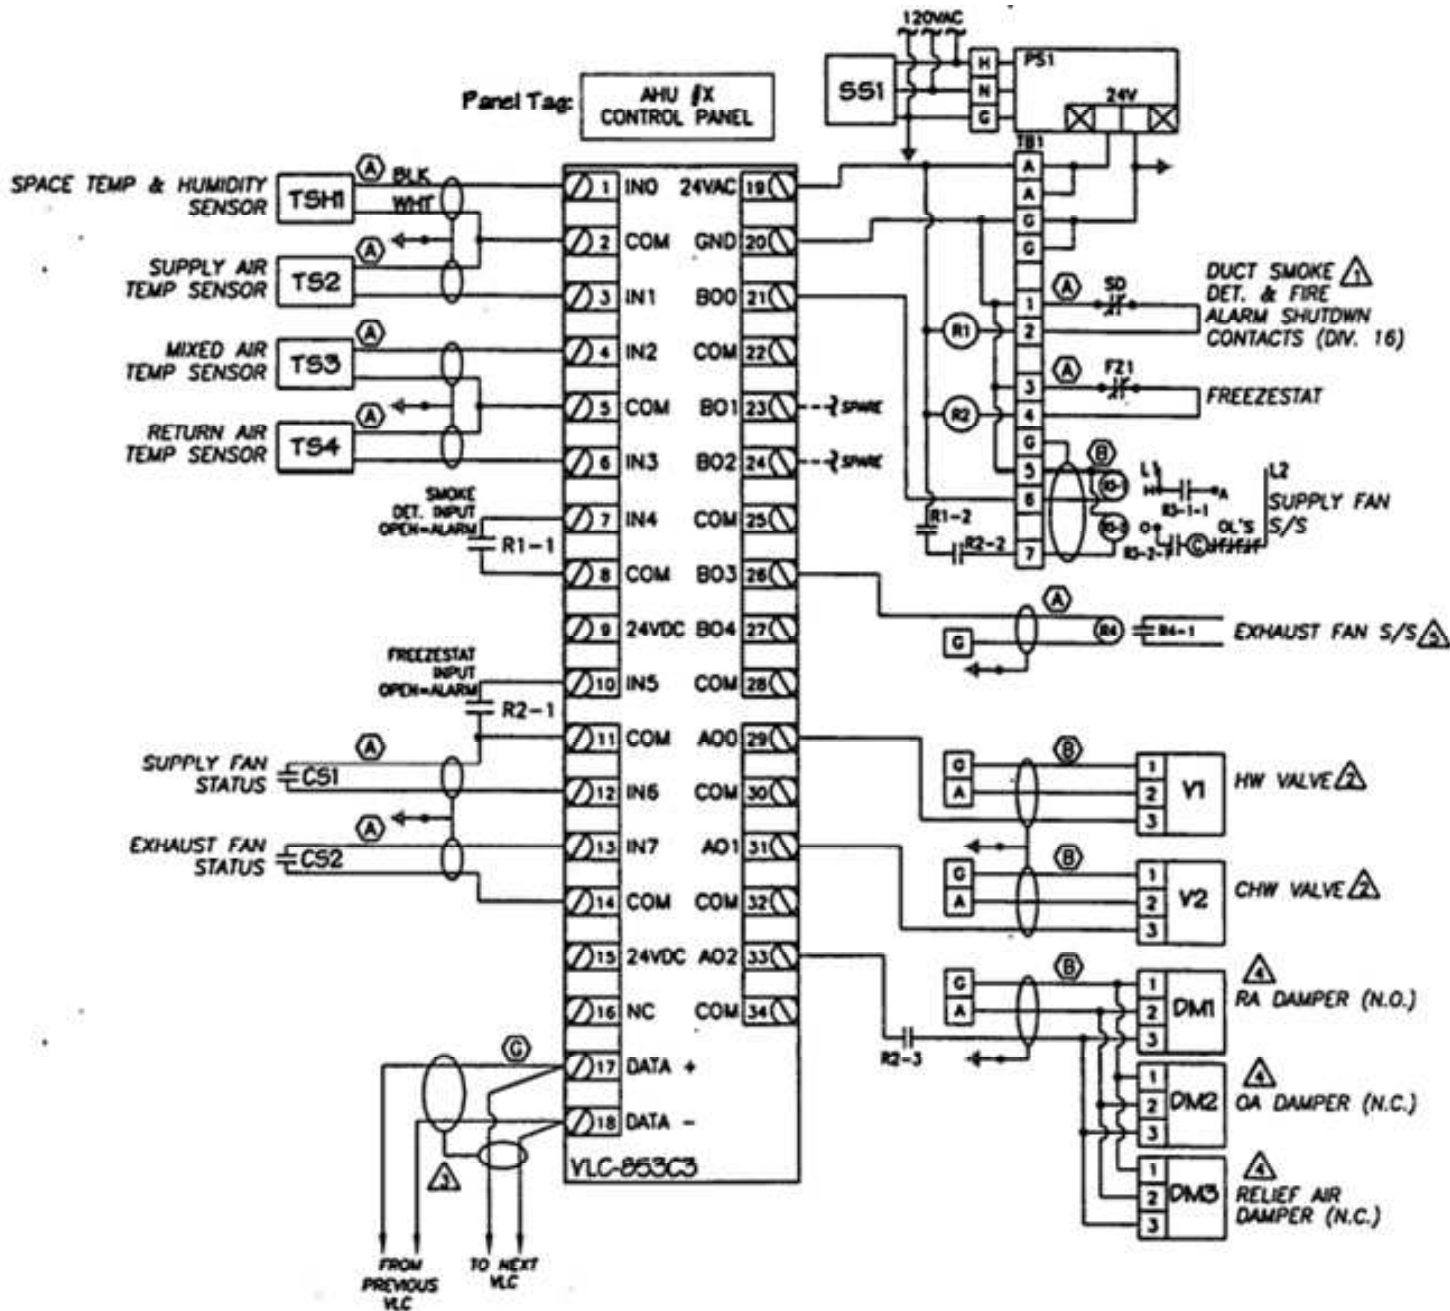 120VAC
Panel Tag:
AHU #X
CONTROL PANEL
SS1
H
N
G
PS1
24V
TB1
A
A
G
G
1
2
3
4
G
5
6
7
SPACE TEMP & HUMIDITY
SENSOR
TSH1
A
BLK
WHT
SUPPLY AIR
TEMP SENSOR
TS2
A
MIXED AIR
TEMP SENSOR
TS3
A
RETURN AIR
TEMP SENSOR
TS4
A
SMOKE
DET. INPUT
OPEN=ALARM
R1-1
FREEZESTAT
INPUT
OPEN=ALARM
R2-1
SUPPLY FAN
STATUS
CS1
A
EXHAUST FAN
STATUS
CS2
A
1 IN0
2 COM
3 IN1
4 IN2
5 COM
6 IN3
7 IN4
8 COM
9 24VDC
10 IN5
11 COM
12 IN6
13 IN7
14 COM
15 24VDC
16 NC
17 DATA +
18 DATA -
24VAC 19
GND 20
BO0 21
COM 22
BO1 23
SPARE
BO2 24
SPARE
COM 25
BO3 26
BO4 27
COM 28
AO0 29
COM 30
AO1 31
COM 32
AO2 33
COM 34
VLC-853C3
3
FROM
PREVIOUS
VLC
TO NEXT
VLC
R1
R2
A
SD
DUCT SMOKE 1
DET. & FIRE
ALARM SHUTDWN
CONTACTS (DIV. 16)
A
FZ1
FREEZESTAT
B
R1-2
R2-2
L1
H
A
R3-1-1
L2
O
C
OL'S
SUPPLY FAN
S/S
A
G
R4
R4-1
EXHAUST FAN S/S
B
G
A
1
2
3
V1
HW VALVE 2
B
G
A
1
2
3
V2
CHW VALVE 2
B
G
A
R2-3
1
2
3
DM1
4
RA DAMPER (N.O.)
1
2
3
DM2
4
OA DAMPER (N.C.)
1
2
3
DM3
4
RELIEF AIR
DAMPER (N.C.)